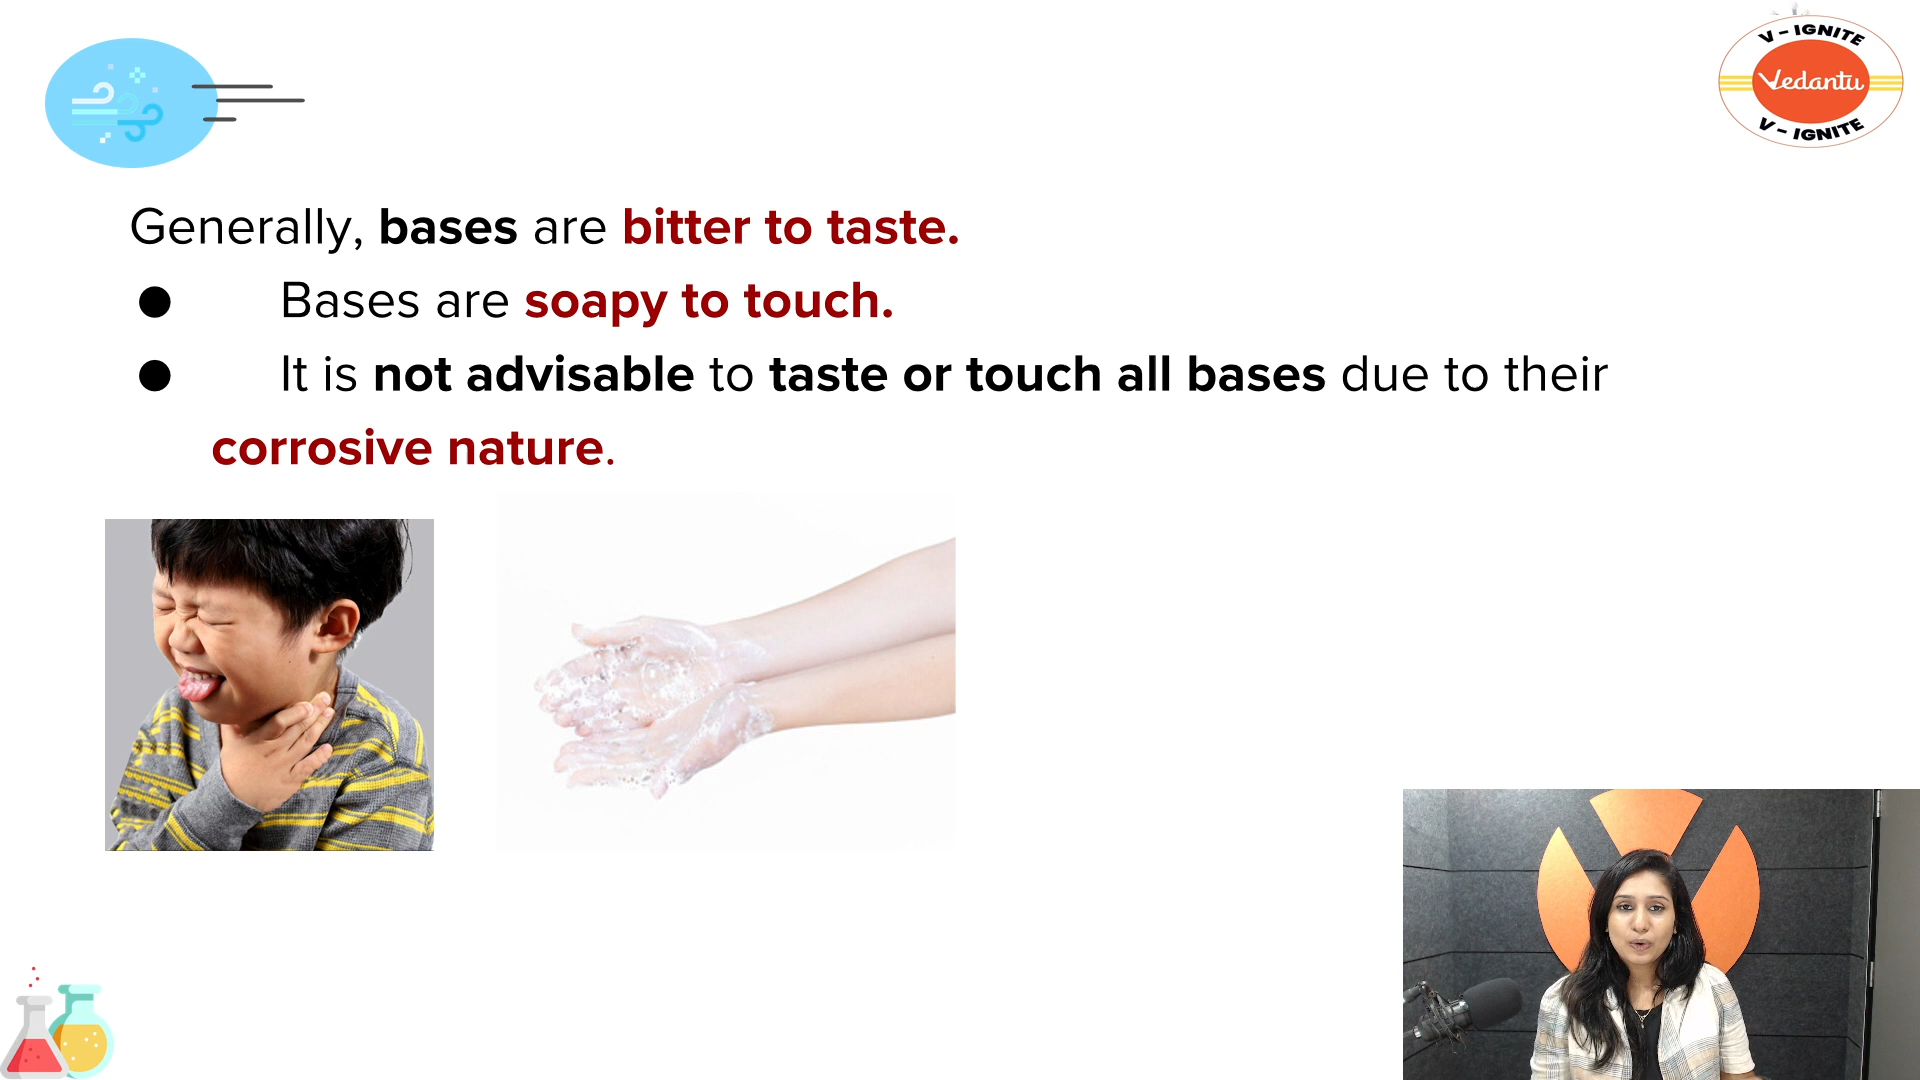 V - IGNITE
Vedantu
V - IGNITE
Generally, bases are bitter to taste.
● Bases are soapy to touch.
● It is not advisable to taste or touch all bases due to their
corrosive nature.